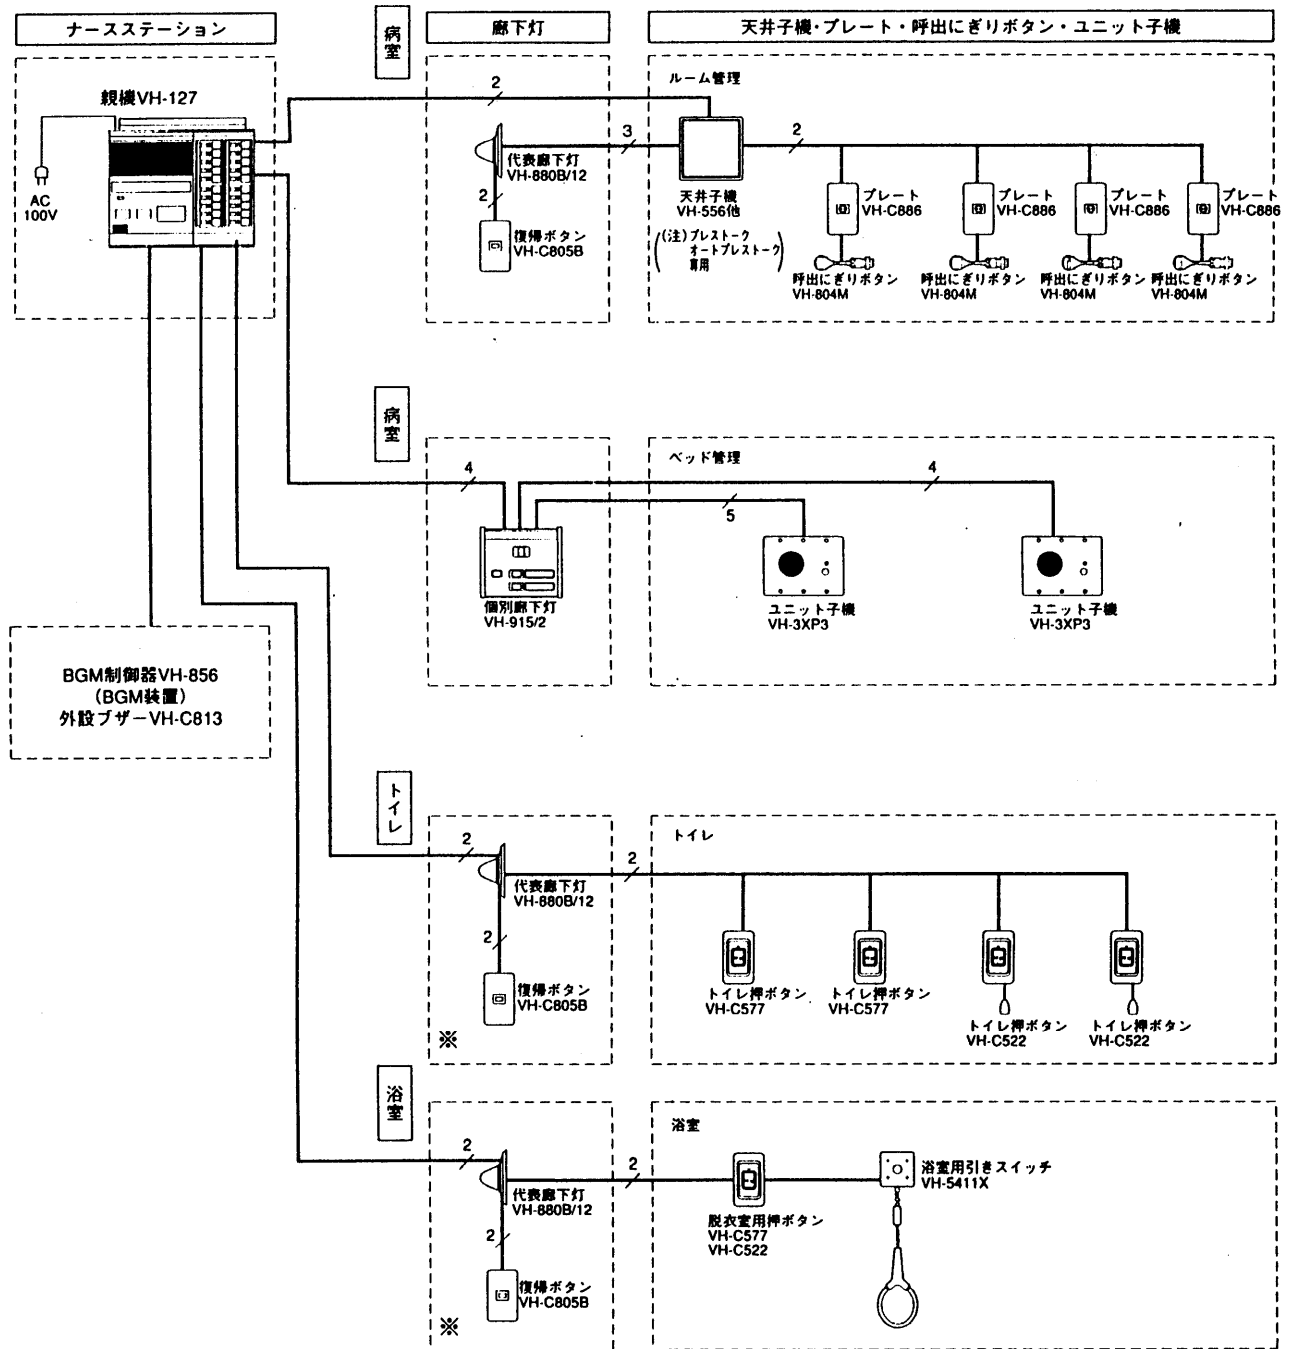 ナースステーション
病室
廊下灯
天井子機・プレート・呼出にぎりボタン・ユニット子機
親機VH-127
AC
100V
2
代表廊下灯
VH-880B/12
2
復帰ボタン
VH-C805B
ルーム管理
3
天井子機
VH-556他
(注)プレストーク
オートプレストーク
専用
2
プレート
VH-C886
プレート
VH-C886
プレート
VH-C886
プレート
VH-C886
呼出にぎりボタン
VH-804M
呼出にぎりボタン
VH-804M
呼出にぎりボタン
VH-804M
呼出にぎりボタン
VH-804M
病室
4
個別廊下灯
VH-915/2
ベッド管理
4
5
ユニット子機
VH-3XP3
ユニット子機
VH-3XP3
BGM制御器VH-856
(BGM装置)
外設ブザーVH-C813
トイレ
2
代表廊下灯
VH-880B/12
2
復帰ボタン
VH-C805B
※
トイレ
2
トイレ押ボタン
VH-C577
トイレ押ボタン
VH-C577
トイレ押ボタン
VH-C522
トイレ押ボタン
VH-C522
浴室
2
代表廊下灯
VH-880B/12
2
復帰ボタン
VH-C805B
※
浴室
2
脱衣室用押ボタン
VH-C577
VH-C522
浴室用引きスイッチ
VH-5411X